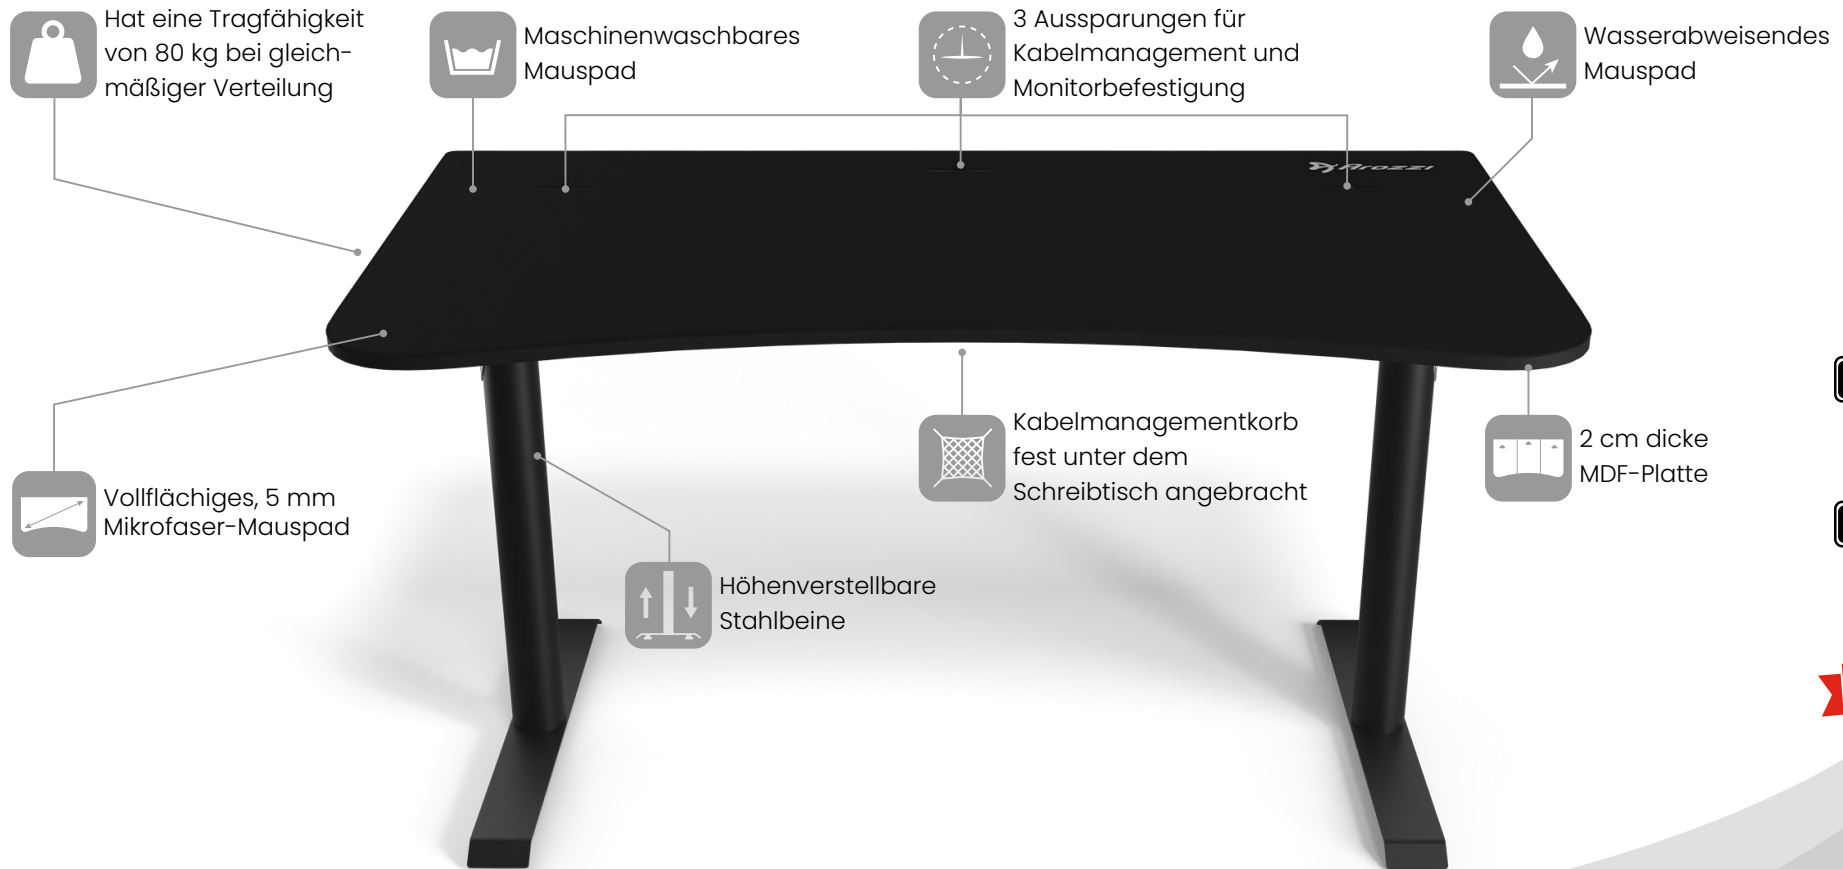 Hat eine Tragfähigkeit
von 80 kg bei gleich-
mäßiger Verteilung
Maschinenwaschbares
Mauspad
3 Aussparungen für
Kabelmanagement und
Monitorbefestigung
Wasserabweisendes
Mauspad
Arozzi
Vollflächiges, 5 mm
Mikrofaser-Mauspad
Höhenverstellbare
Stahlbeine
Kabelmanagementkorb
fest unter dem
Schreibtisch angebracht
2 cm dicke
MDF-Platte